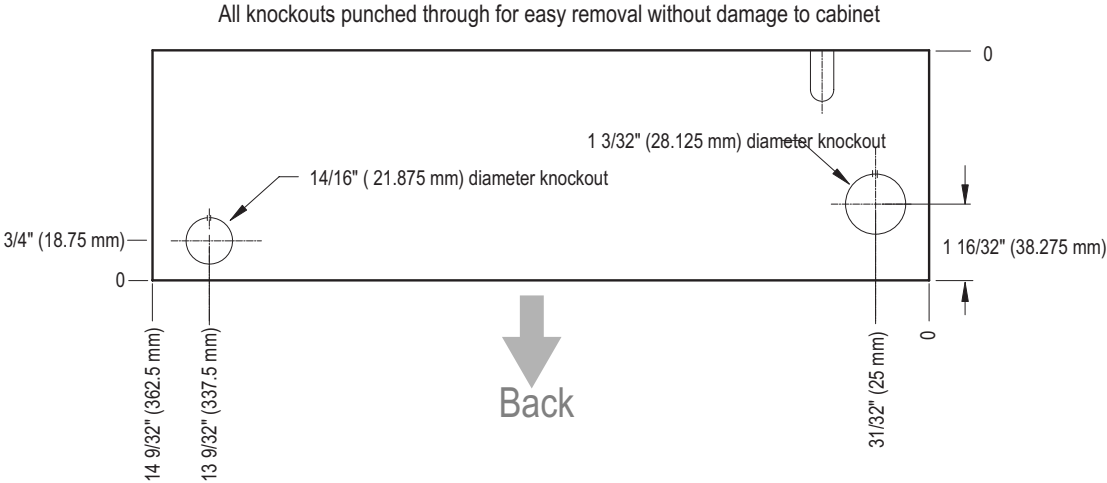 All knockouts punched through for easy removal without damage to cabinet
0
1 3/32" (28.125 mm) diameter knockout
14/16" ( 21.875 mm) diameter knockout
3/4" (18.75 mm)
1 16/32" (38.275 mm)
0
14 9/32" (362.5 mm)
13 9/32" (337.5 mm)
Back
31/32" (25 mm)
0